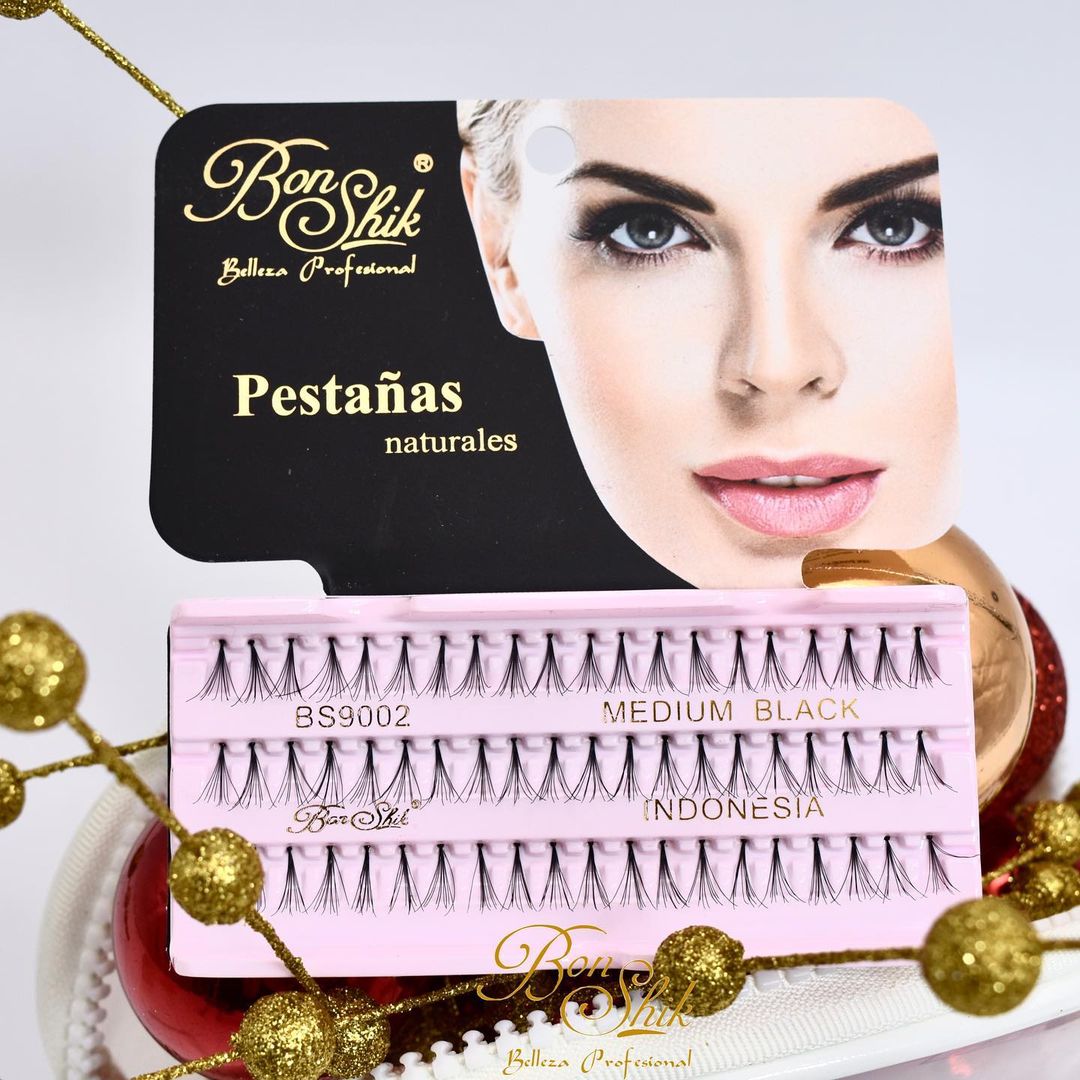 Bon Shik®
Belleza Profesional
Pestañas
naturales
BS9002 MEDIUM BLACK
Bon Shik® INDONESIA
Bon Shik
Belleza Profesional